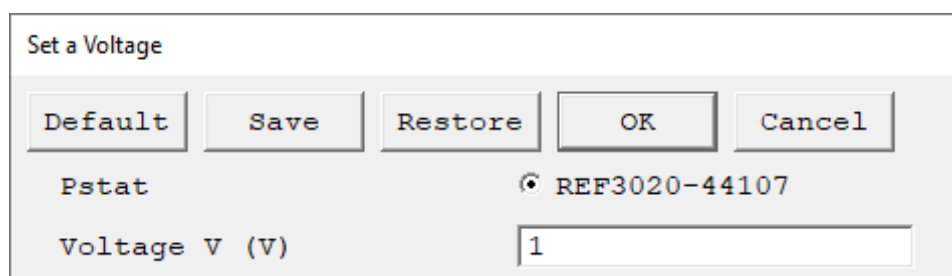 Set a Voltage
Default Save Restore OK Cancel
Pstat REF3020-44107
Voltage V (V) 1